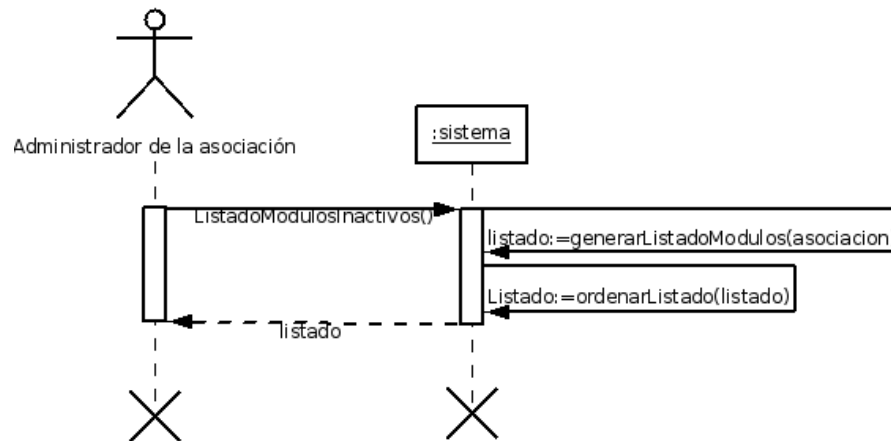 :sistema
Administrador de la asociación
ListadoModulosInactivos()
listado:=generarListadoModulos(asociacion
Listado:=ordenarListado(listado)
listado